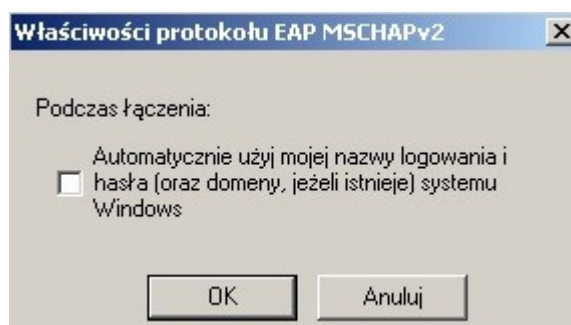 Właściwości protokołu EAP MSCHAPv2
Podczas łączenia:
Automatycznie użyj mojej nazwy logowania i
hasła (oraz domeny, jeżeli istnieje) systemu
Windows
OK
Anuluj